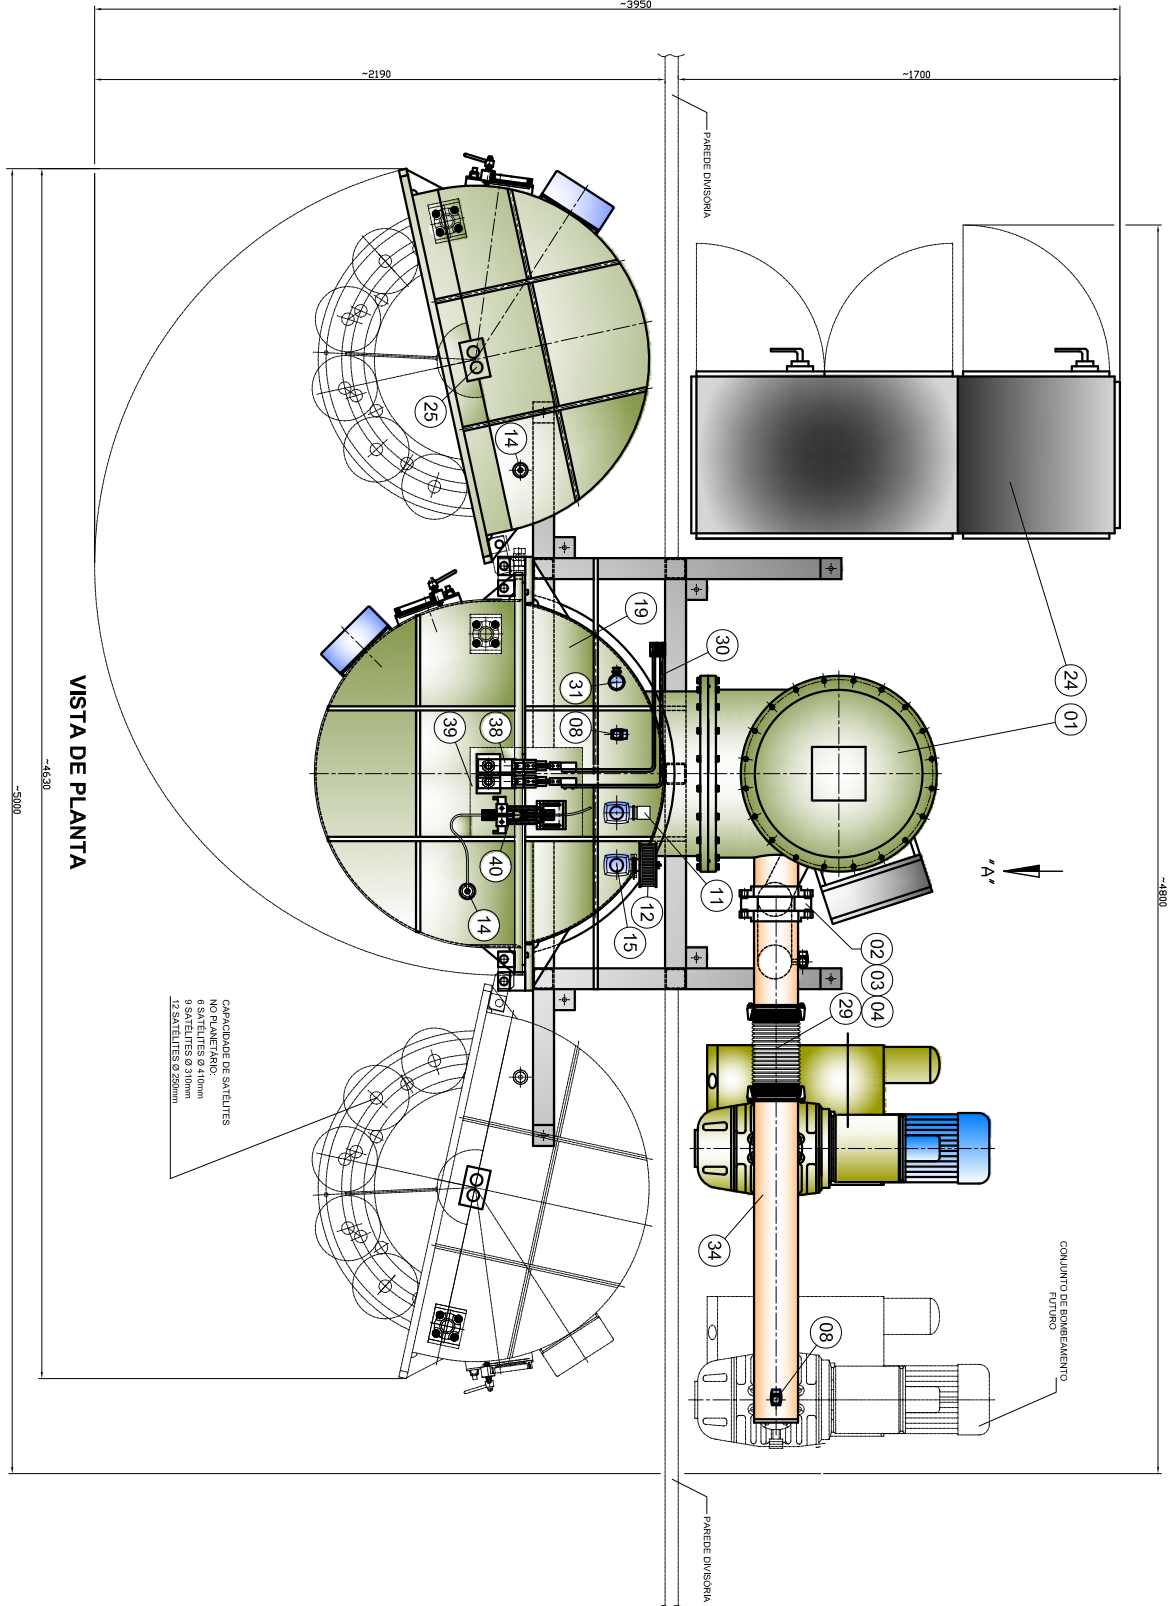 ~3950
~2190
~1700
PAREDE DIVISÓRIA
25
14
19
30
31
08
24
01
38
39
40
14
11
12
15
"A"
02
03
04
29
34
08
CONJUNTO DE BOMBEAMENTO
FUTURO
CAPACIDADE DE SATÉLITES
NO PLANETÁRIO:
6 SATÉLITES Ø 410mm
9 SATÉLITES Ø 310mm
12 SATÉLITES Ø 250mm
PAREDE DIVISÓRIA
VISTA DE PLANTA
~4630
~5000
~4800